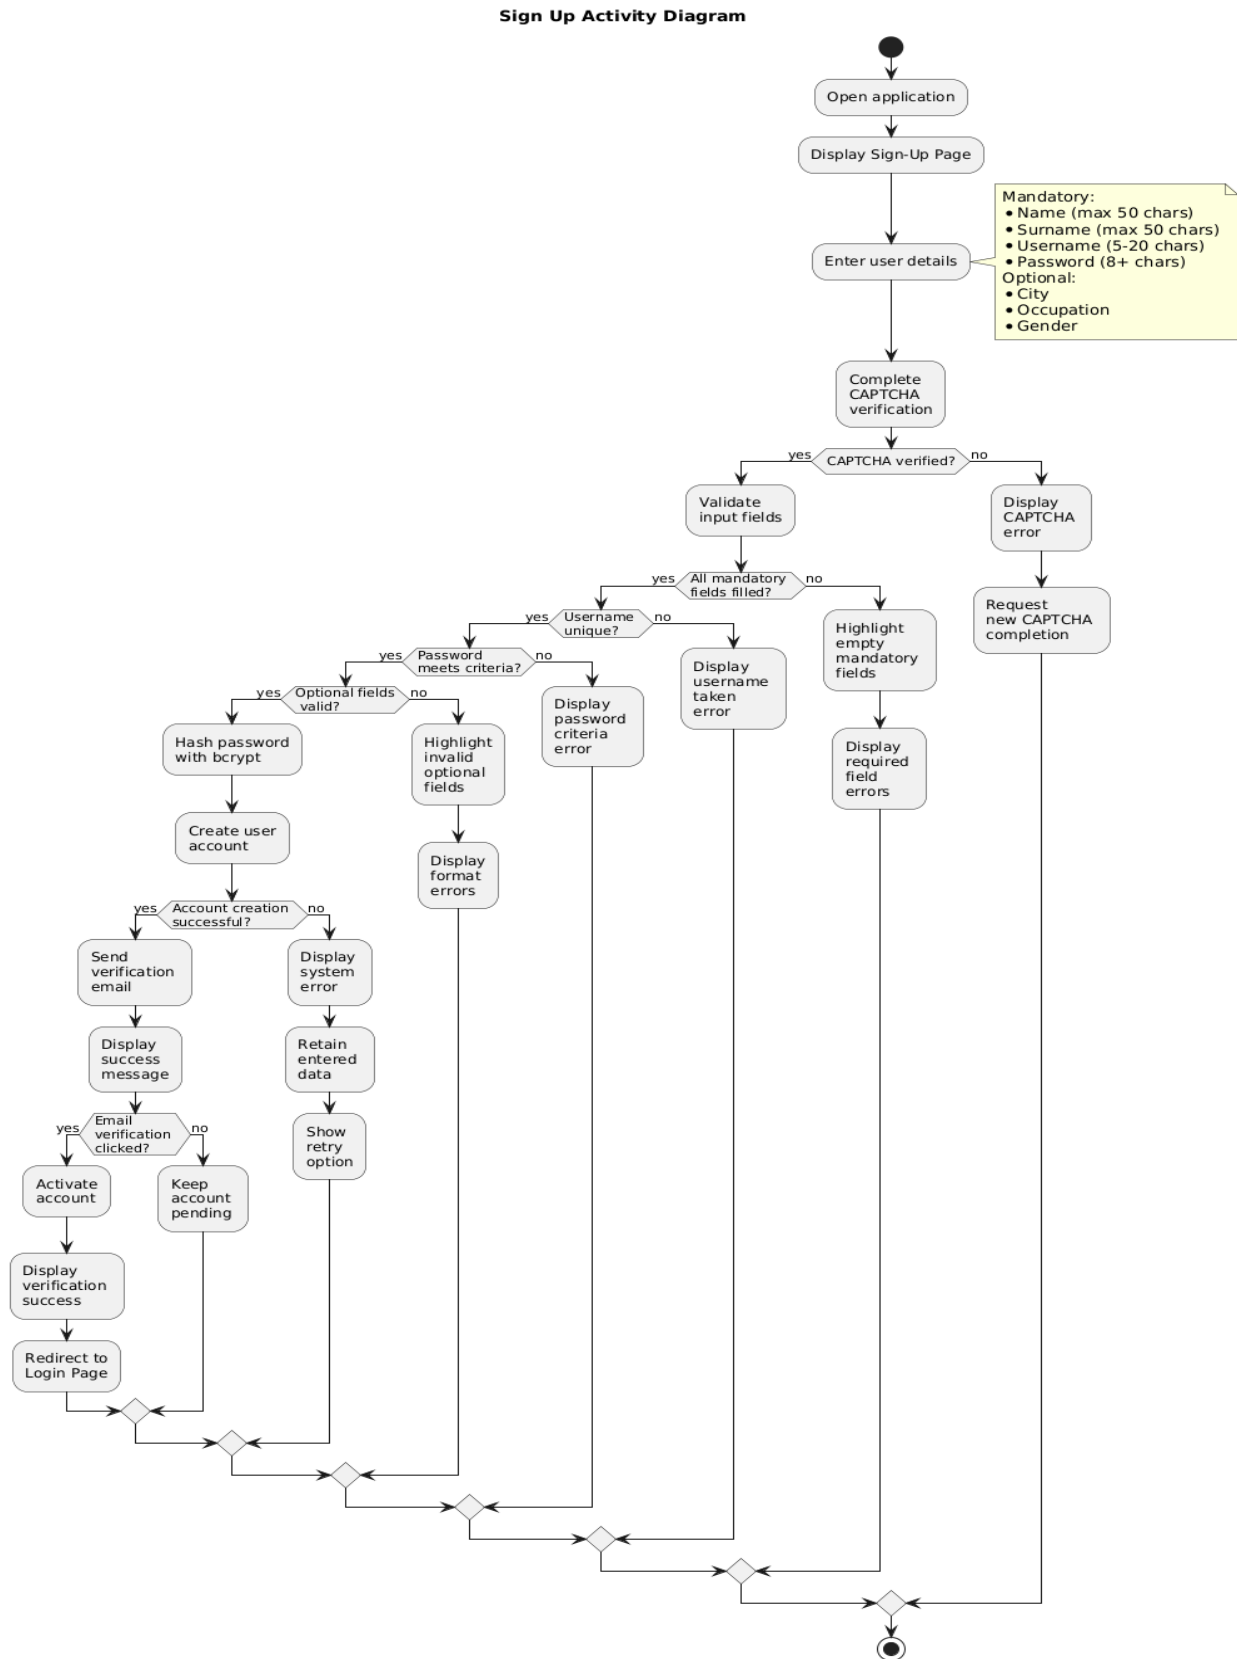 Sign Up Activity Diagram
Open application
Display Sign-Up Page
Mandatory:
• Name (max 50 chars)
• Surname (max 50 chars)
• Username (5-20 chars)
• Password (8+ chars)
Optional:
• City
• Occupation
• Gender
Enter user details
Complete
CAPTCHA
verification
yes
CAPTCHA verified?
no
Validate
input fields
Display
CAPTCHA
error
yes
All mandatory
fields filled?
no
Request
new CAPTCHA
completion
yes
Username
unique?
no
Highlight
empty
mandatory
fields
yes
Password
meets criteria?
no
Display
username
taken
error
yes
Optional fields
valid?
no
Display
password
criteria
error
Hash password
with bcrypt
Highlight
invalid
optional
fields
Display
required
field
errors
Create user
account
Display
format
errors
yes
Account creation
successful?
no
Send
verification
email
Display
system
error
Display
success
message
Retain
entered
data
yes
Email
verification
clicked?
no
Show
retry
option
Activate
account
Keep
account
pending
Display
verification
success
Redirect to
Login Page